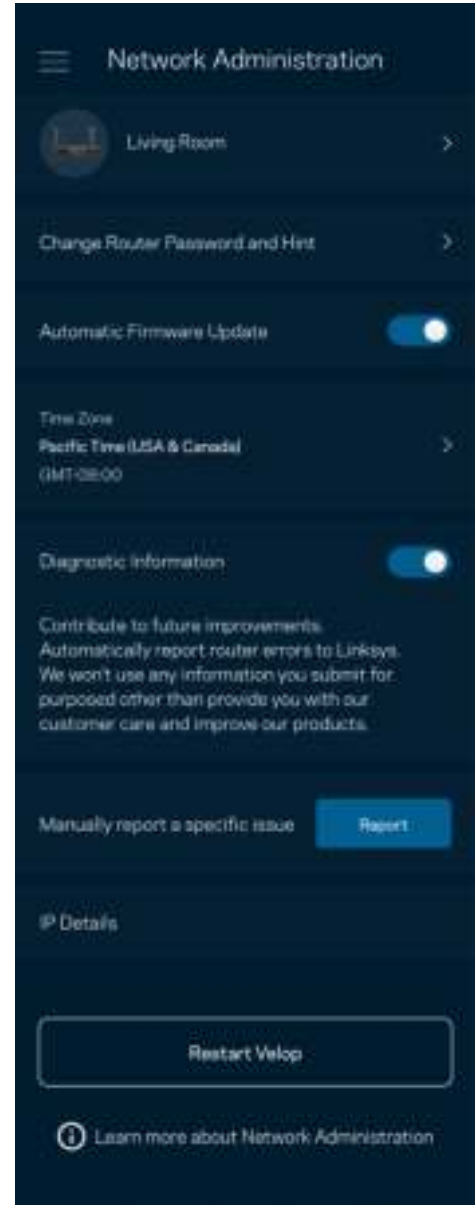 Network Administration
Living Room
Change Router Password and Hint
Automatic Firmware Update
Time Zone
Pacific Time (USA & Canada)
GMT-08:00
Diagnostic Information
Contribute to future improvements.
Automatically report router errors to Linksys.
We won't use any information you submit for
purposed other than provide you with our
customer care and improve our products.
Manually report a specific issue
Report
IP Details
Restart Velop
Learn more about Network Administration